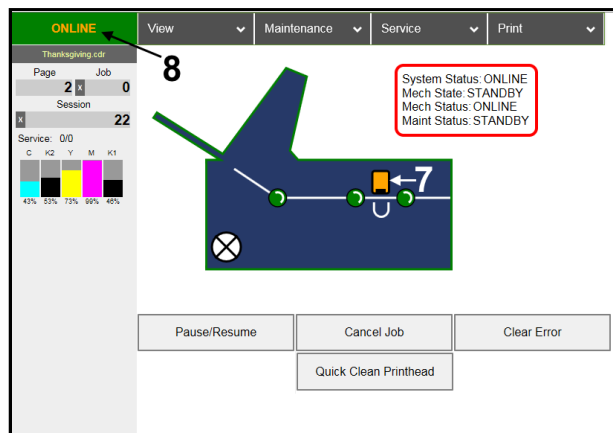 ONLINE View Maintenance Service Print
Thanksgiving.cdr
8
Page Job
2 x 0
Session
x 22
Service: 0/0
C K2 Y M K1
43% 53% 73% 99% 46%
System Status: ONLINE
Mech State: STANDBY
Mech Status: ONLINE
Maint Status: STANDBY
7
Pause/Resume Cancel Job Clear Error
Quick Clean Printhead